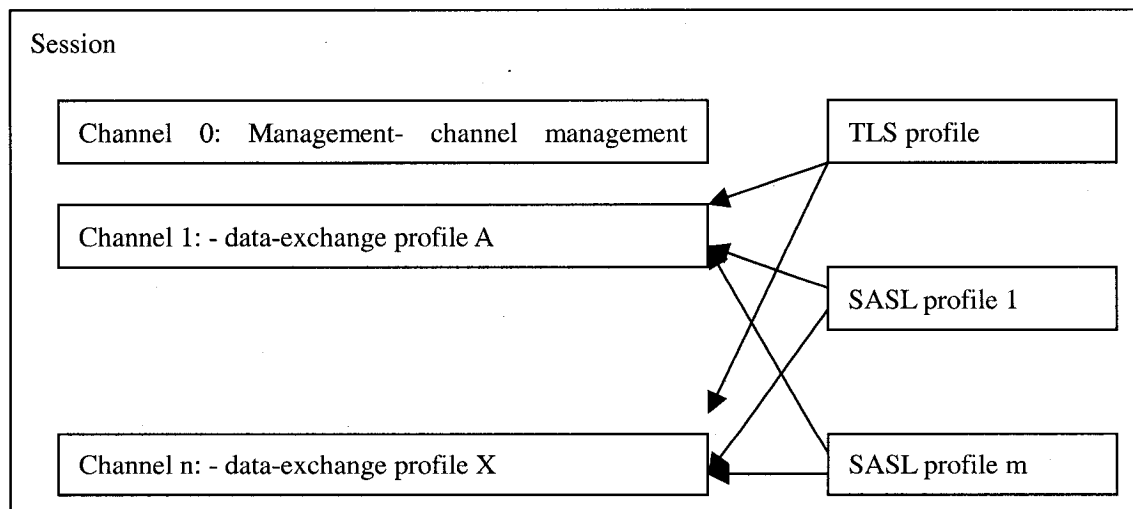 Session
Channel 0: Management- channel management
TLS profile
Channel 1: - data-exchange profile A
SASL profile 1
Channel n: - data-exchange profile X
SASL profile m